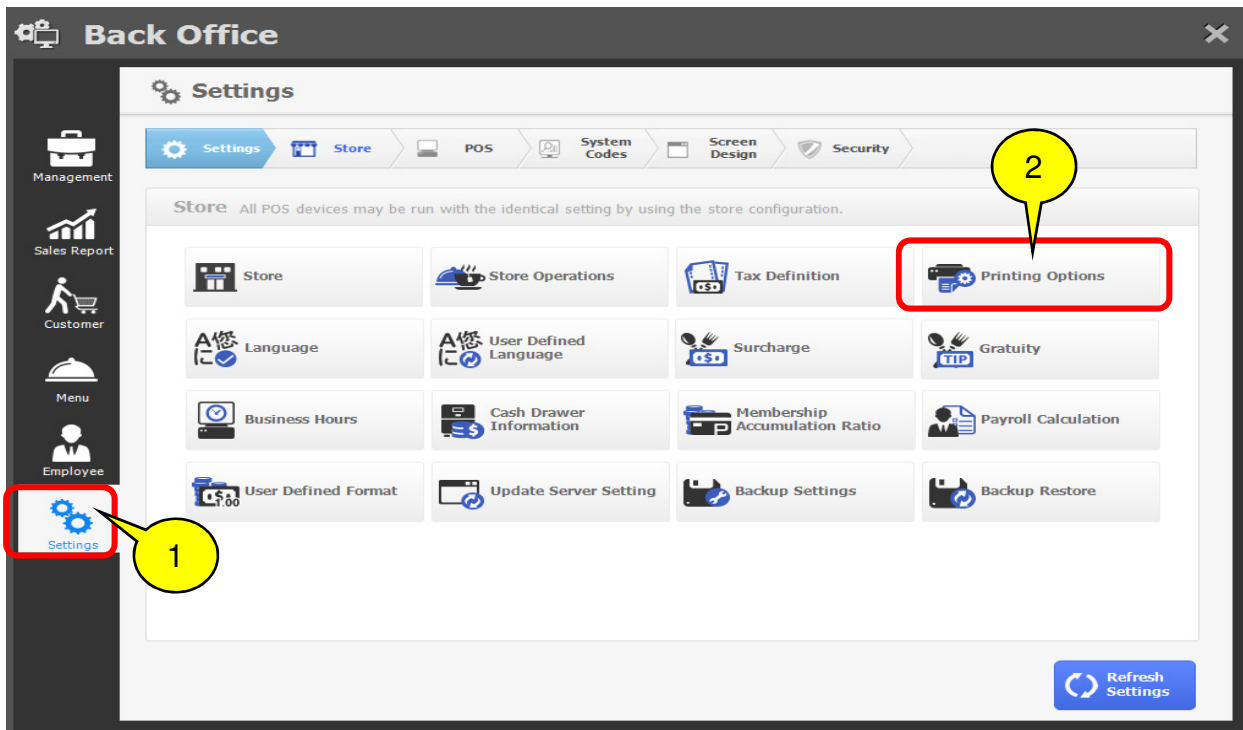 Back Office
Settings
Settings
Store
POS
System
Codes
Screen
Design
Security
2
Store All POS devices may be run with the identical setting by using the store configuration.
Management
Sales Report
Customer
Menu
Employee
Settings
1
Store
Store Operations
Tax Definition
Printing Options
Language
User Defined
Language
Surcharge
TIP
Gratuity
Business Hours
Cash Drawer
Information
P
Membership
Accumulation Ratio
Payroll Calculation
User Defined Format
Update Server Setting
Backup Settings
Backup Restore
Refresh
Settings